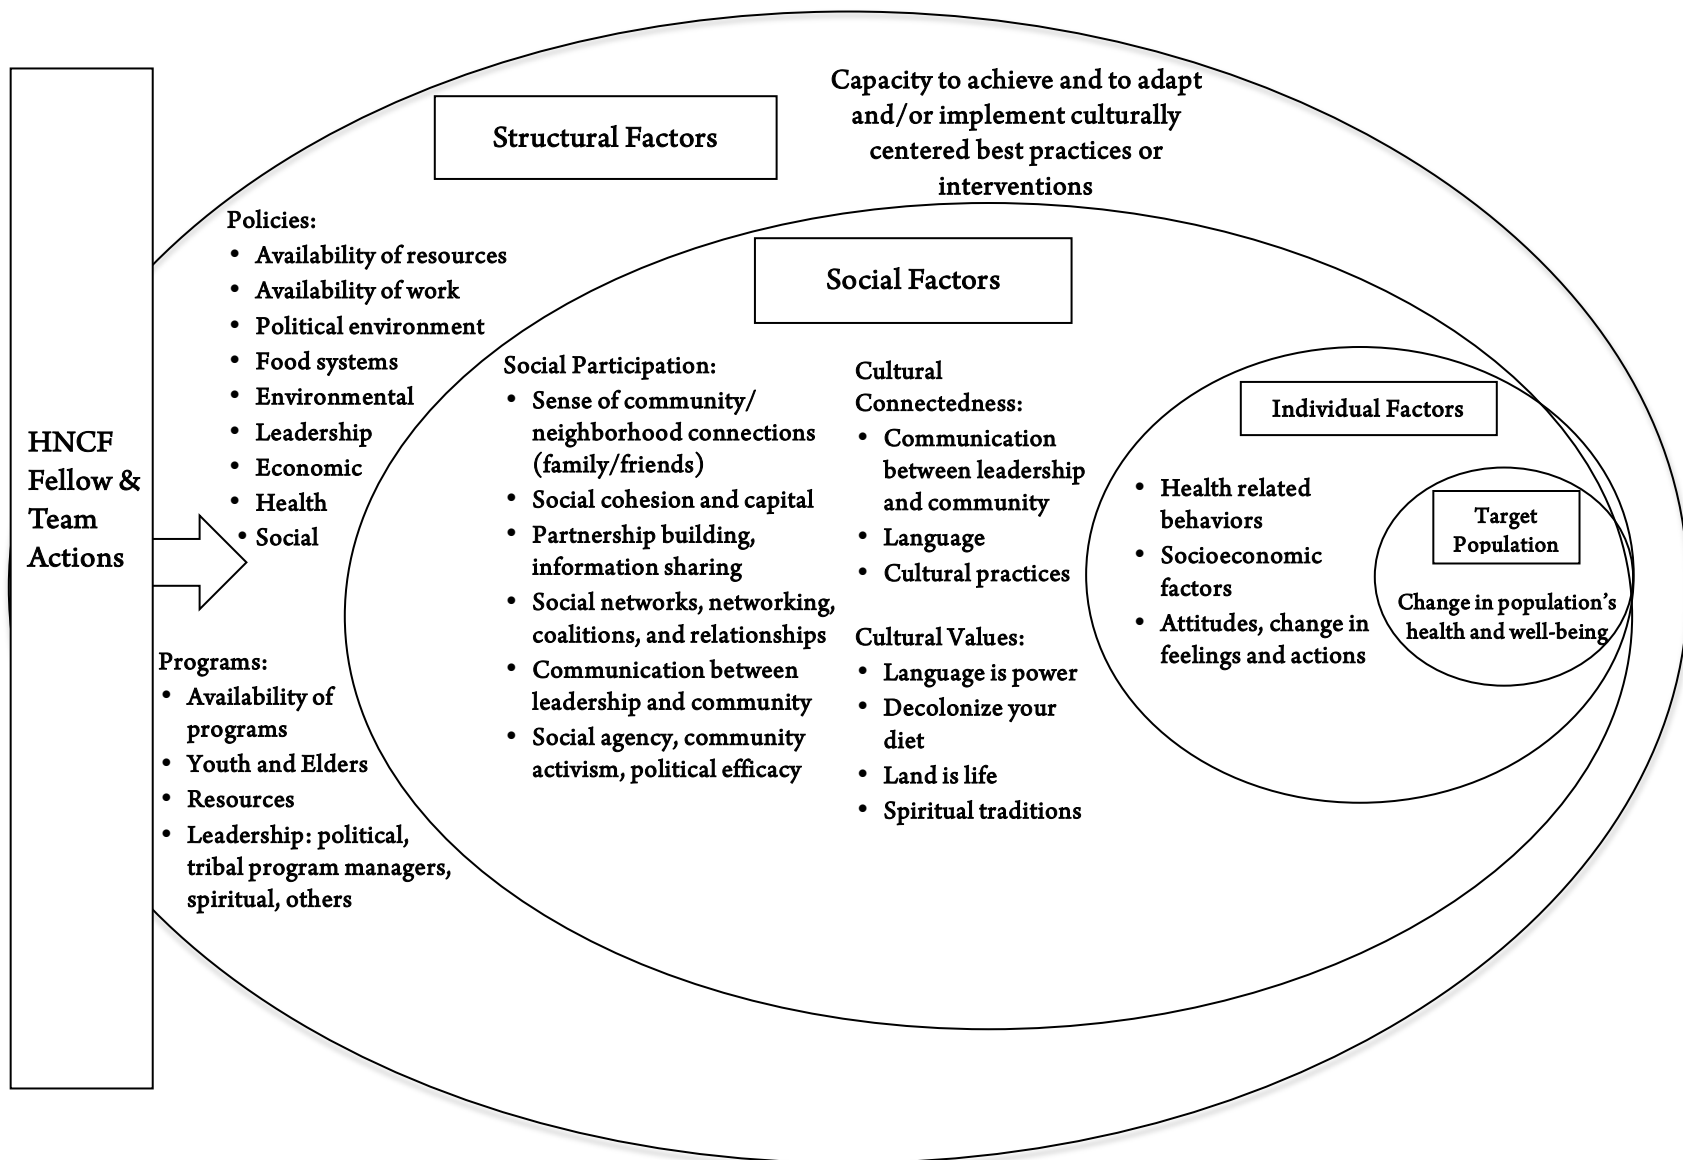 HNCF
Fellow &
Team
Actions
Structural Factors
Capacity to achieve and to adapt
and/or implement culturally
centered best practices or
interventions
Policies:
• Availability of resources
• Availability of work
• Political environment
• Food systems
• Environmental
• Leadership
• Economic
• Health
• Social
Programs:
• Availability of
programs
• Youth and Elders
• Resources
• Leadership: political,
tribal program managers,
spiritual, others
Social Factors
Social Participation:
• Sense of community/
neighborhood connections
(family/friends)
• Social cohesion and capital
• Partnership building,
information sharing
• Social networks, networking,
coalitions, and relationships
• Communication between
leadership and community
• Social agency, community
activism, political efficacy
Cultural
Connectedness:
• Communication
between leadership
and community
• Language
• Cultural practices
Cultural Values:
• Language is power
• Decolonize your
diet
• Land is life
• Spiritual traditions
Individual Factors
• Health related
behaviors
• Socioeconomic
factors
• Attitudes, change in
feelings and actions
Target
Population
Change in population’s
health and well-being